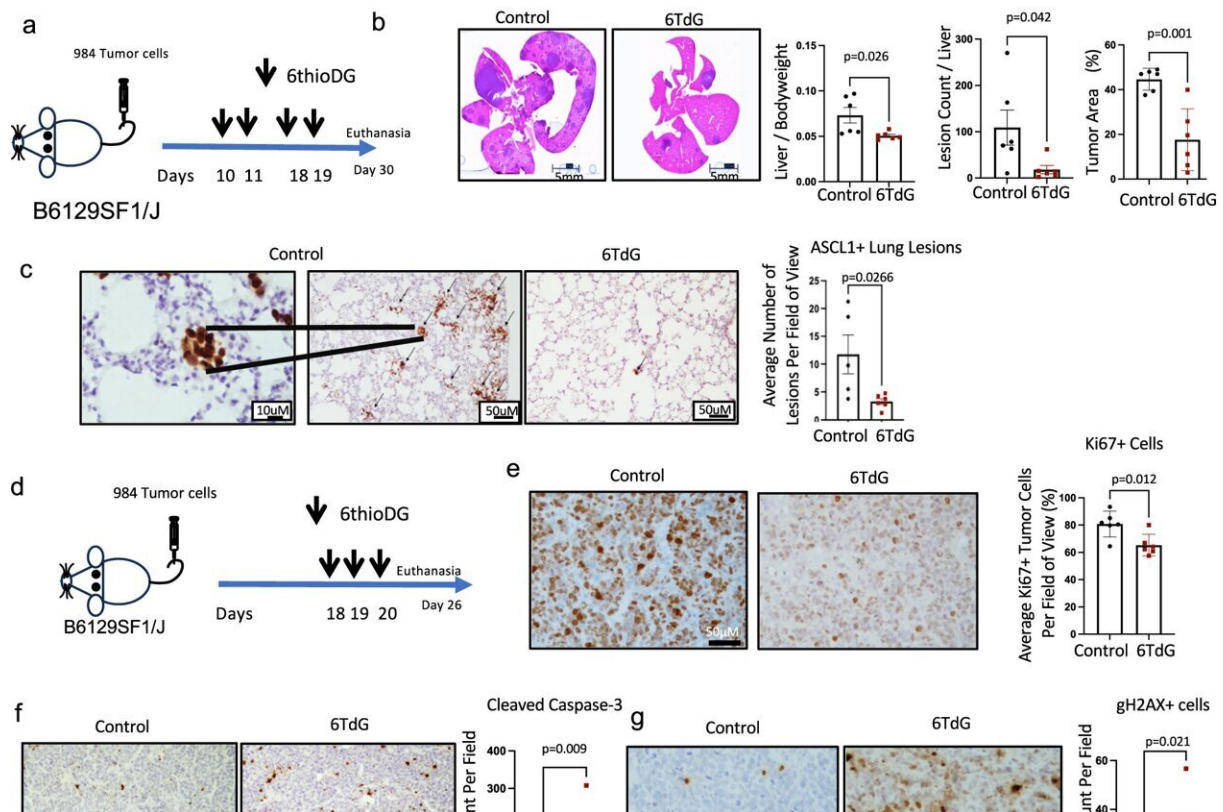 a
984 Tumor cells
6thioDG
Euthanasia
Days 10 11 18 19 Day 30
B6129SF1/J
b
Control 6TdG
5mm 5mm
Liver / Bodyweight
0.15
0.10
0.05
0.00
p=0.026
Control 6TdG
Lesion Count / Liver
300
200
100
0
p=0.042
Control 6TdG
Tumor Area (%)
60
40
20
0
p=0.001
Control 6TdG
c
Control 6TdG
10uM 50uM 50uM
ASCL1+ Lung Lesions
Average Number of
Lesions Per Field of View
25
20
15
10
5
0
p=0.0266
Control 6TdG
d
984 Tumor cells
6thioDG
Euthanasia
Days 18 19 20 Day 26
B6129SF1/J
e
Control 6TdG
50uM
Ki67+ Cells
Average Ki67+ Tumor Cells
Per Field of View (%)
100
80
60
40
20
0
p=0.012
Control 6TdG
f
Control 6TdG
Cleaved Caspase-3
400
300
p=0.009
Per Field
g
Control 6TdG
gH2AX+ cells
60
40
p=0.021
Per Field